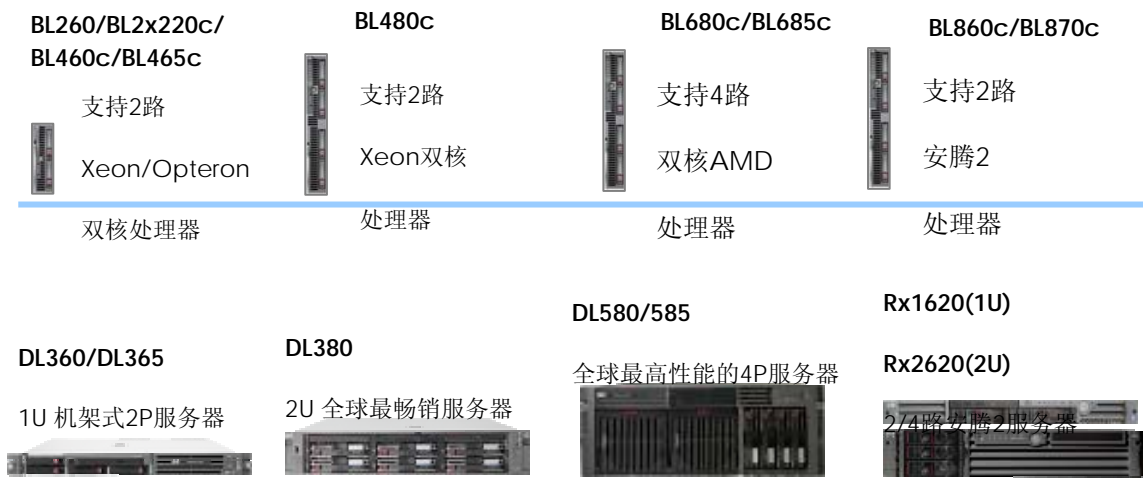 BL260/BL2x220c/
BL460c/BL465c
支持2路
Xeon/Opteron
双核处理器
BL480c
支持2路
Xeon双核
处理器
BL680c/BL685c
支持4路
双核AMD
处理器
BL860c/BL870c
支持2路
安腾2
处理器
DL360/DL365
1U 机架式2P服务器
DL380
2U 全球最畅销服务器
DL580/585
全球最高性能的4P服务器
Rx1620(1U)
Rx2620(2U)
2/4路安腾2服务器